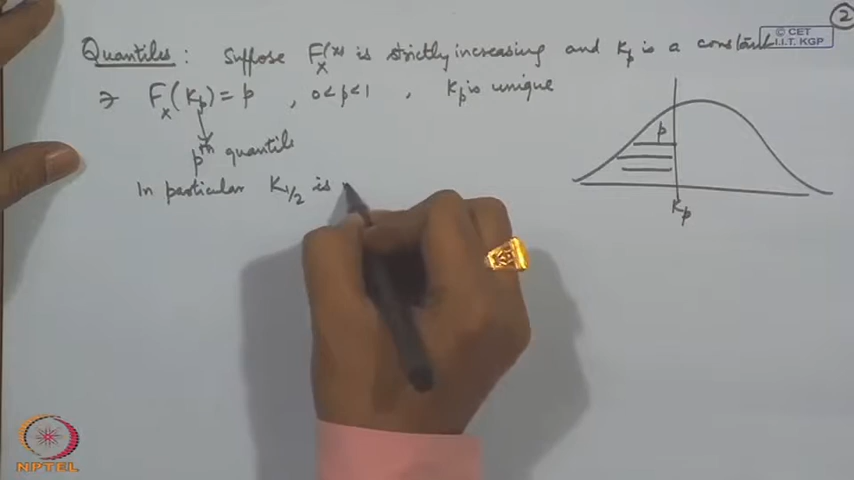 2
© CET
I.I.T. KGP
Quantiles : Suppose F_X(x) is strictly increasing and K_p is a constant
∋ F_X(K_p) = p , 0<p<1 , K_p is unique
p
pth quantile
In particular K_1/2 is
K_p
NPTEL